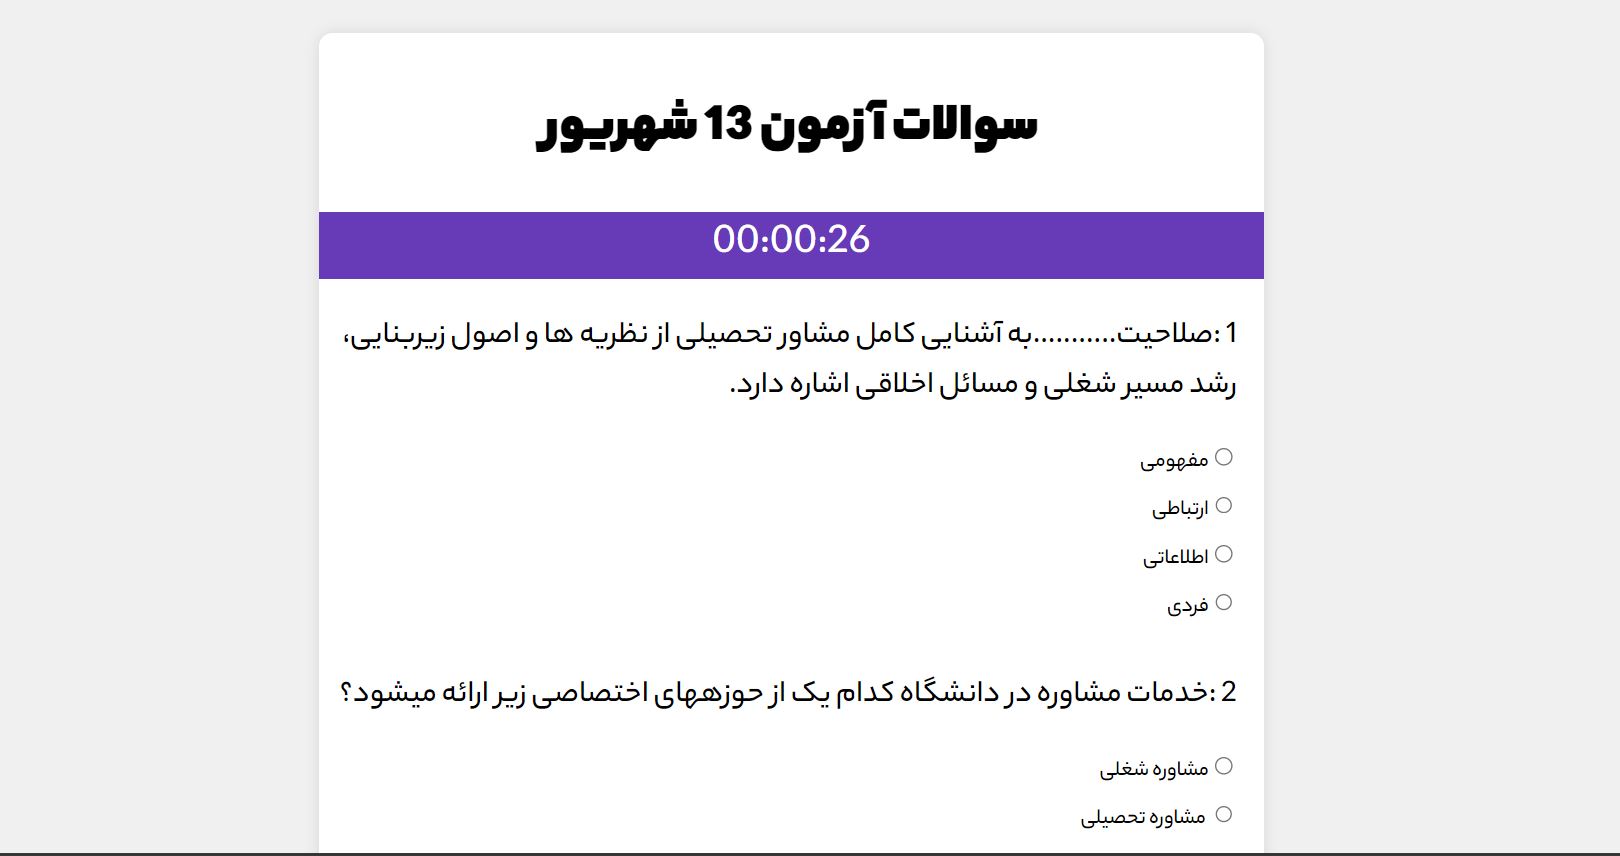 سوالات آزمون 13 شهریور
00:00:26
1 :صلاحیت...........به آشنایی کامل مشاور تحصیلی از نظریه ها و اصول زیربنایی،
رشد مسیر شغلی و مسائل اخلاقی اشاره دارد.
مفهومی
ارتباطی
اطلاعاتی
فردی
2 :خدمات مشاوره در دانشگاه کدام یک از حوزههای اختصاصی زیر ارائه میشود؟
مشاوره شغلی
مشاوره تحصیلی